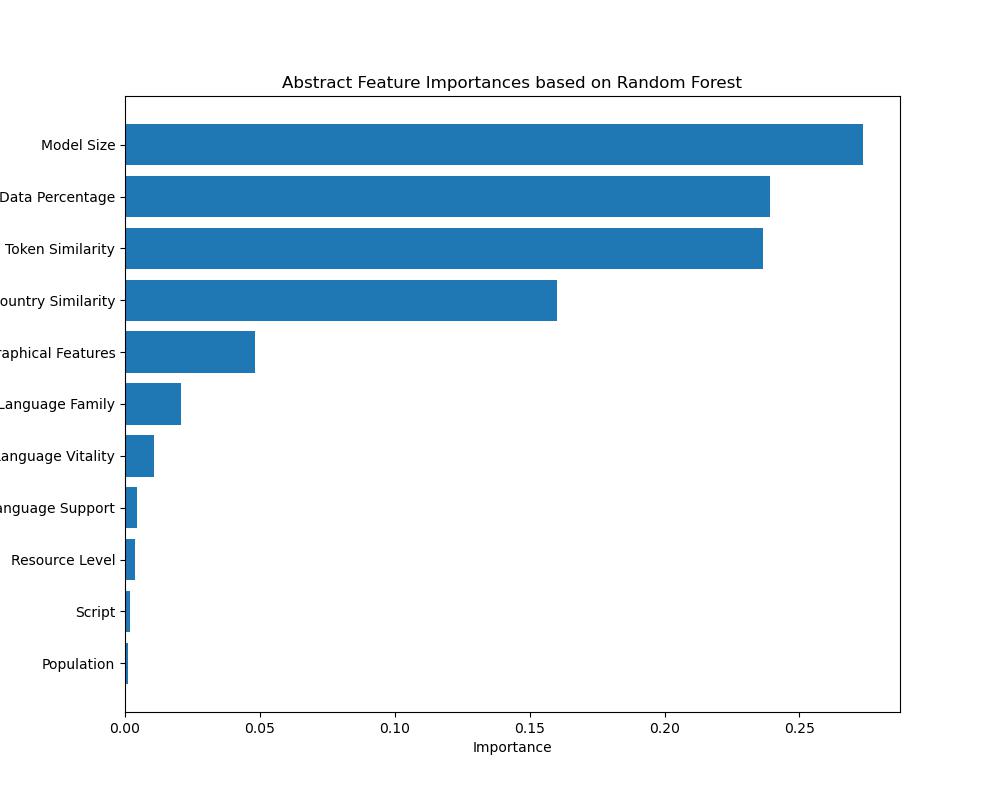 Abstract Feature Importances based on Random Forest
Model Size
Data Percentage
Token Similarity
ountry Similarity
raphical Features
Language Family
anguage Vitality
anguage Support
Resource Level
Script
Population
0.00 0.05 0.10 0.15 0.20 0.25
Importance